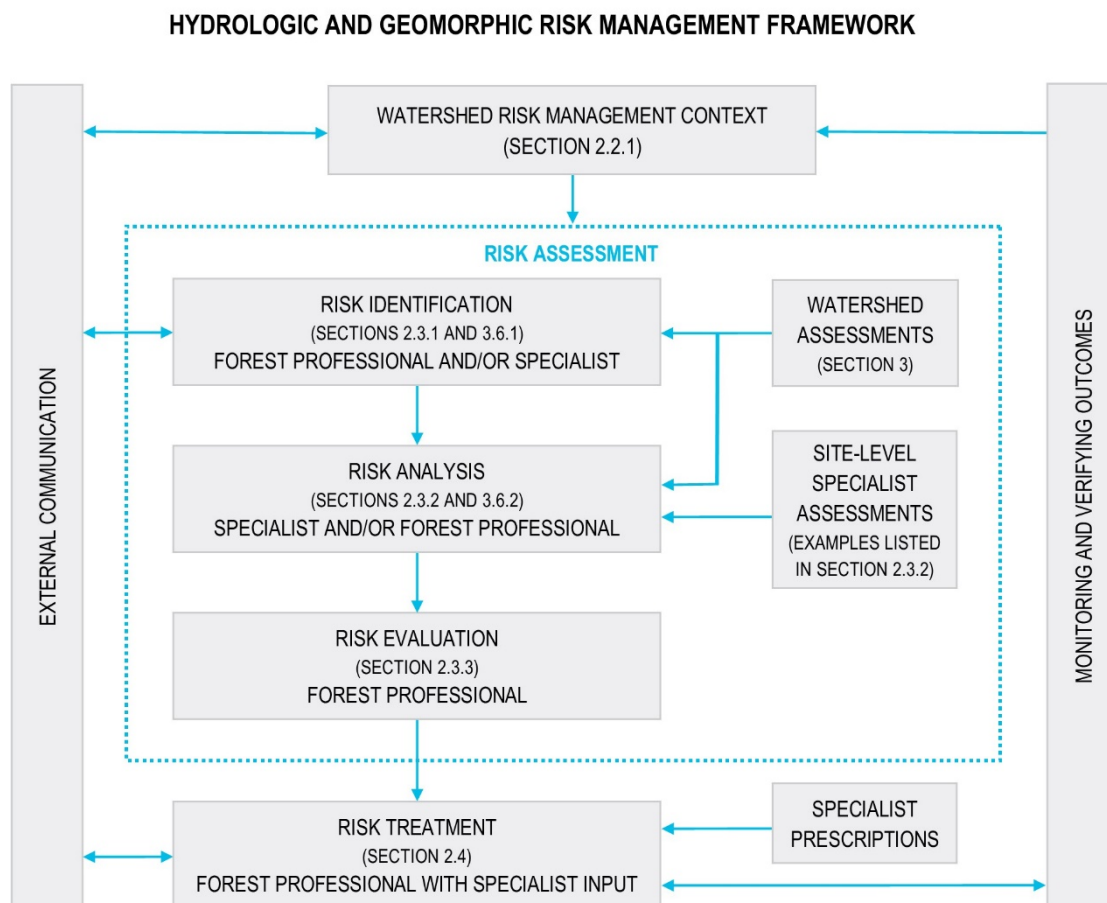 HYDROLOGIC AND GEOMORPHIC RISK MANAGEMENT FRAMEWORK
WATERSHED RISK MANAGEMENT CONTEXT
(SECTION 2.2.1)
RISK ASSESSMENT
RISK IDENTIFICATION
(SECTIONS 2.3.1 AND 3.6.1)
FOREST PROFESSIONAL AND/OR SPECIALIST
WATERSHED
ASSESSMENTS
(SECTION 3)
RISK ANALYSIS
(SECTIONS 2.3.2 AND 3.6.2)
SPECIALIST AND/OR FOREST PROFESSIONAL
SITE-LEVEL
SPECIALIST
ASSESSMENTS
(EXAMPLES LISTED
IN SECTION 2.3.2)
RISK EVALUATION
(SECTION 2.3.3)
FOREST PROFESSIONAL
RISK TREATMENT
(SECTION 2.4)
FOREST PROFESSIONAL WITH SPECIALIST INPUT
SPECIALIST
PRESCRIPTIONS
EXTERNAL COMMUNICATION
MONITORING AND VERIFYING OUTCOMES